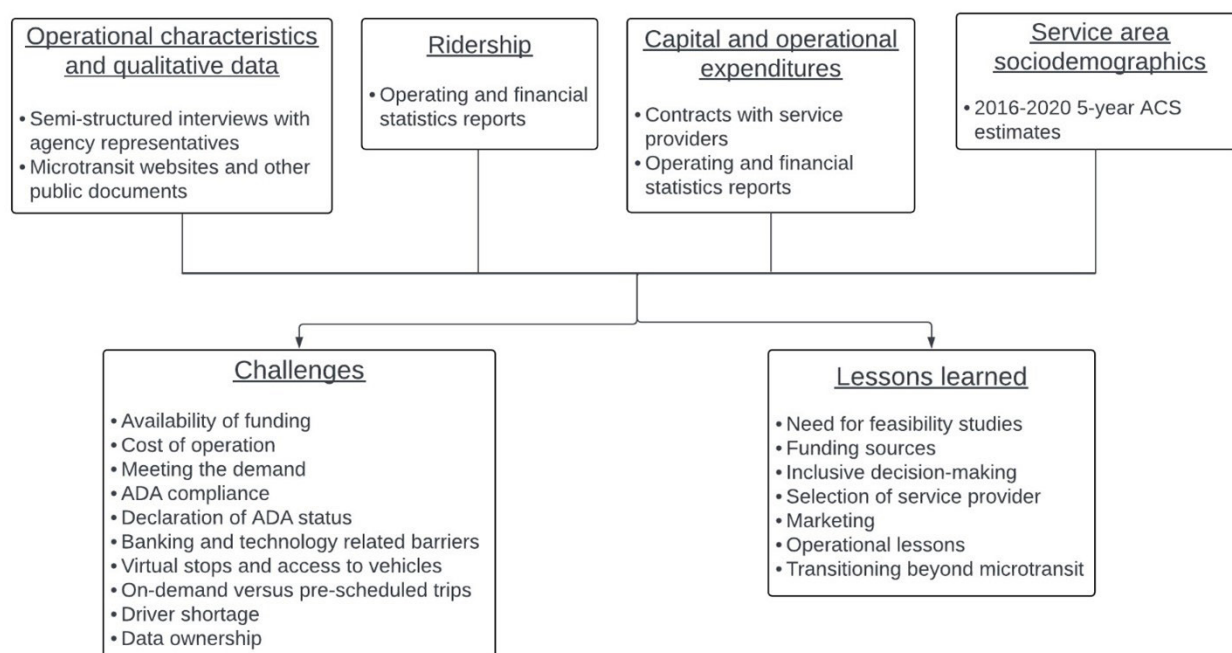 Operational characteristics
and qualitative data
• Semi-structured interviews with
agency representatives
• Microtransit websites and other
public documents
Ridership
• Operating and financial
statistics reports
Capital and operational
expenditures
• Contracts with service
providers
• Operating and financial
statistics reports
Service area
sociodemographics
• 2016-2020 5-year ACS
estimates
Challenges
• Availability of funding
• Cost of operation
• Meeting the demand
• ADA compliance
• Declaration of ADA status
• Banking and technology related barriers
• Virtual stops and access to vehicles
• On-demand versus pre-scheduled trips
• Driver shortage
• Data ownership
Lessons learned
• Need for feasibility studies
• Funding sources
• Inclusive decision-making
• Selection of service provider
• Marketing
• Operational lessons
• Transitioning beyond microtransit